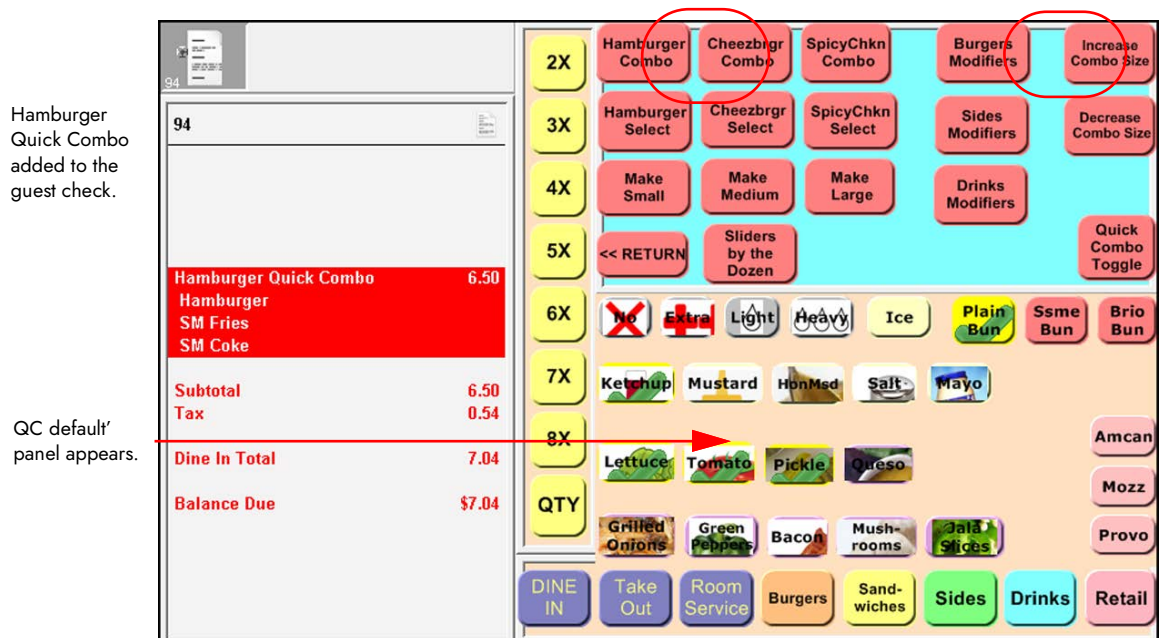 Hamburger
Quick Combo
added to the
guest check.
QC default’
panel appears.
94
94
Hamburger Quick Combo 6.50
Hamburger
SM Fries
SM Coke
Subtotal 6.50
Tax 0.54
Dine In Total 7.04
Balance Due $7.04
2X
3X
4X
5X
6X
7X
8X
QTY
Hamburger
Combo
Cheezbrgr
Combo
SpicyChkn
Combo
Burgers
Modifiers
Increase
Combo Size
Hamburger
Select
Cheezbrgr
Select
SpicyChkn
Select
Sides
Modifiers
Decrease
Combo Size
Make
Small
Make
Medium
Make
Large
Drinks
Modifiers
<< RETURN
Sliders
by the
Dozen
Quick
Combo
Toggle
No
Extra
Light
Heavy
Ice
Plain
Bun
Ssme
Bun
Brio
Bun
Ketchup
Mustard
HonMsd
Salt
Mayo
Amcan
Lettuce
Tomato
Pickle
Queso
Mozz
Grilled
Onions
Green
Peppers
Bacon
Mush-
rooms
Jala
Slices
Provo
DINE
IN
Take
Out
Room
Service
Burgers
Sand-
wiches
Sides
Drinks
Retail